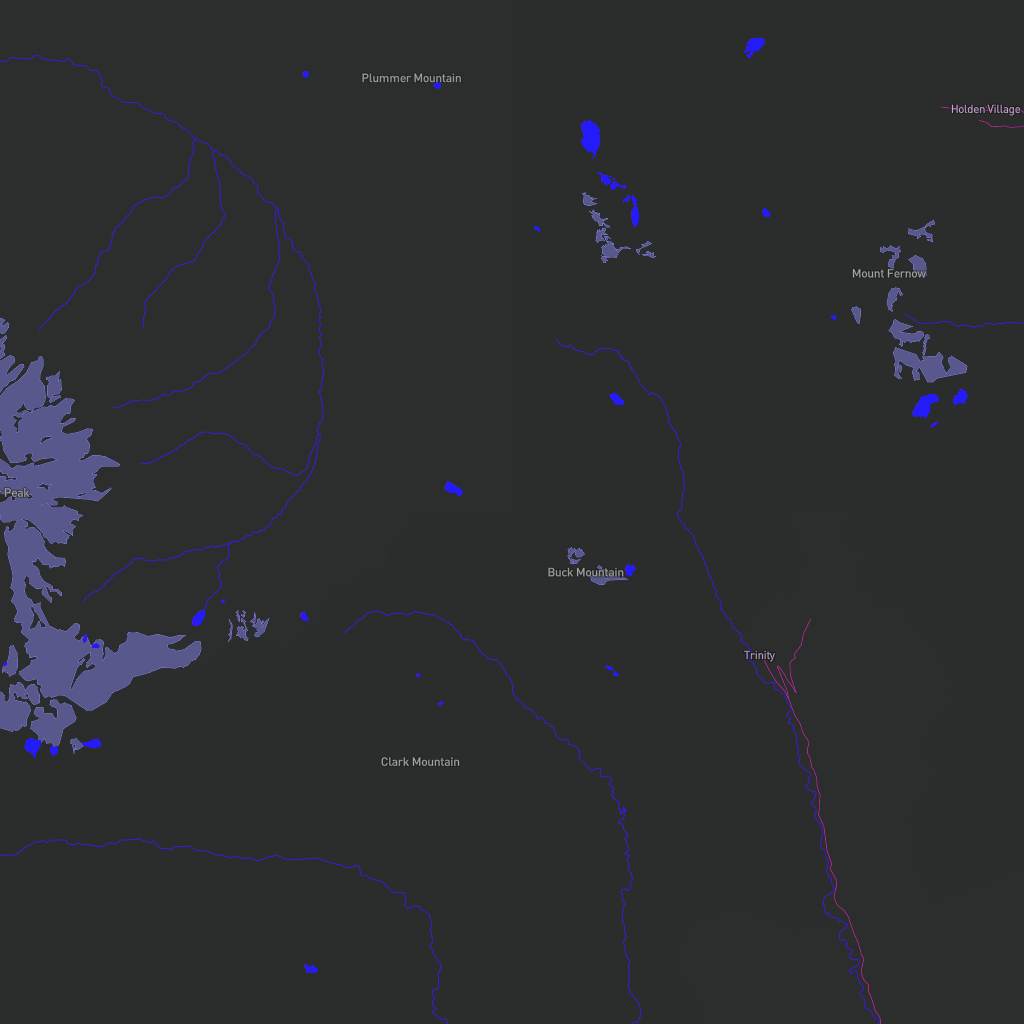 Plummer Mountain
Holden Village
Mount Fernow
Peak
Buck Mountain
Trinity
Clark Mountain